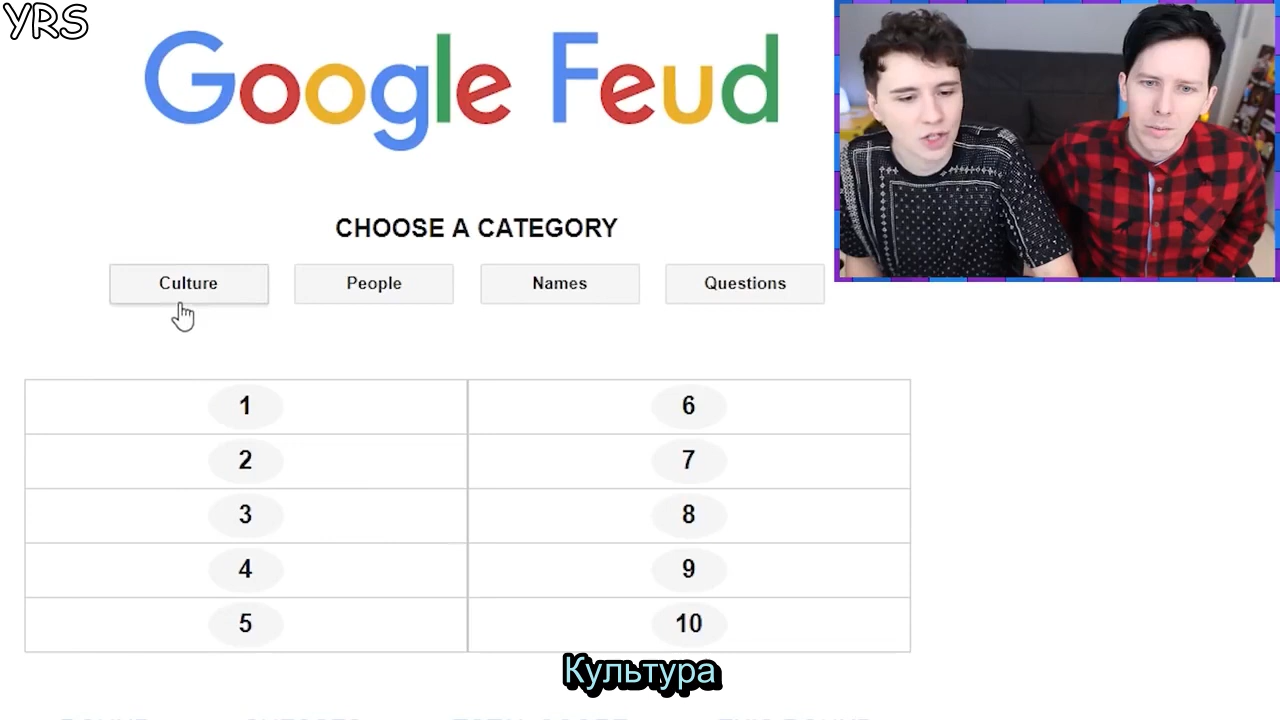 YRS
Google Feud
CHOOSE A CATEGORY
Culture
People
Names
Questions
1
6
2
7
3
8
4
9
5
10
Культура